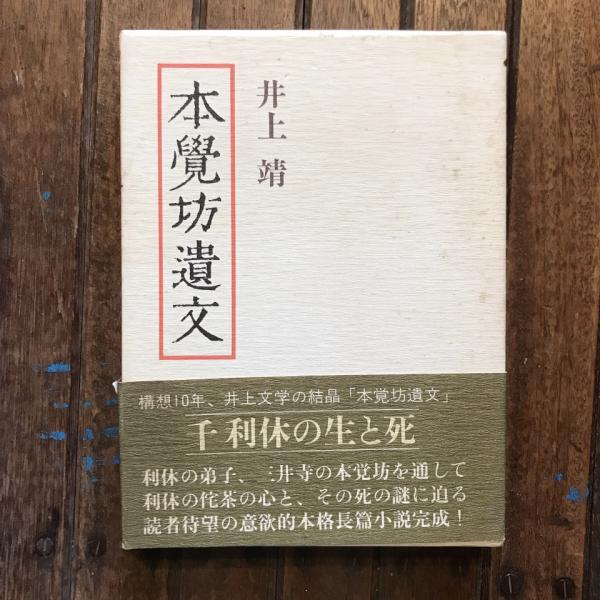 井上 靖
本覺坊遺文
構想10年、井上文学の結晶「本覚坊遺文」
千利休の生と死
利休の弟子、三井寺の本覚坊を通して
利休の侘茶の心と、その死の謎に迫る
読者待望の意欲的本格長篇小説完成!